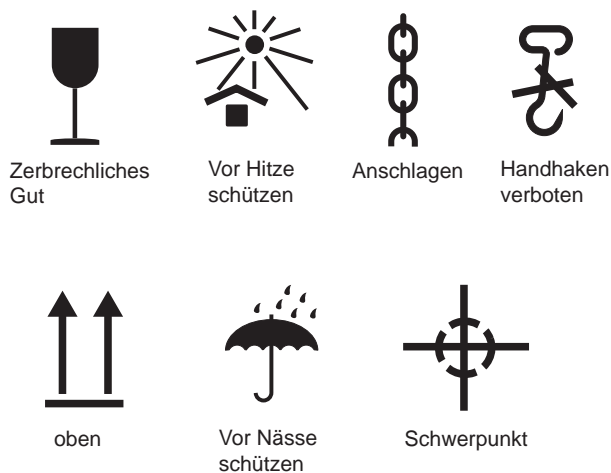 Zerbrechliches
Gut
Vor Hitze
schützen
Anschlagen
Handhaken
verboten
oben
Vor Nässe
schützen
Schwerpunkt